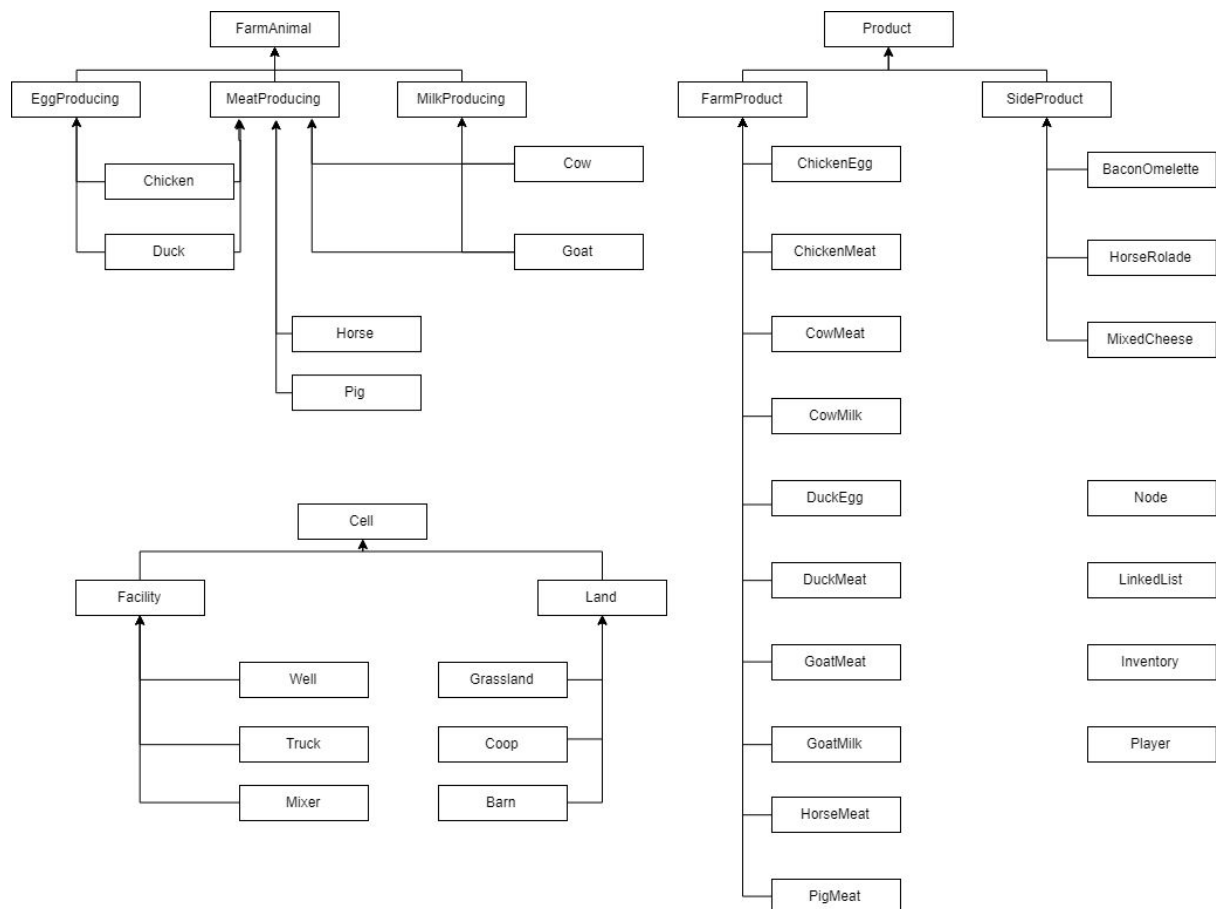 FarmAnimal
EggProducing
MeatProducing
MilkProducing
Chicken
Cow
Duck
Goat
Horse
Pig
Cell
Facility
Land
Well
Grassland
Truck
Coop
Mixer
Barn
Product
FarmProduct
SideProduct
ChickenEgg
ChickenMeat
CowMeat
CowMilk
DuckEgg
DuckMeat
GoatMeat
GoatMilk
HorseMeat
PigMeat
BaconOmelette
HorseRolade
MixedCheese
Node
LinkedList
Inventory
Player